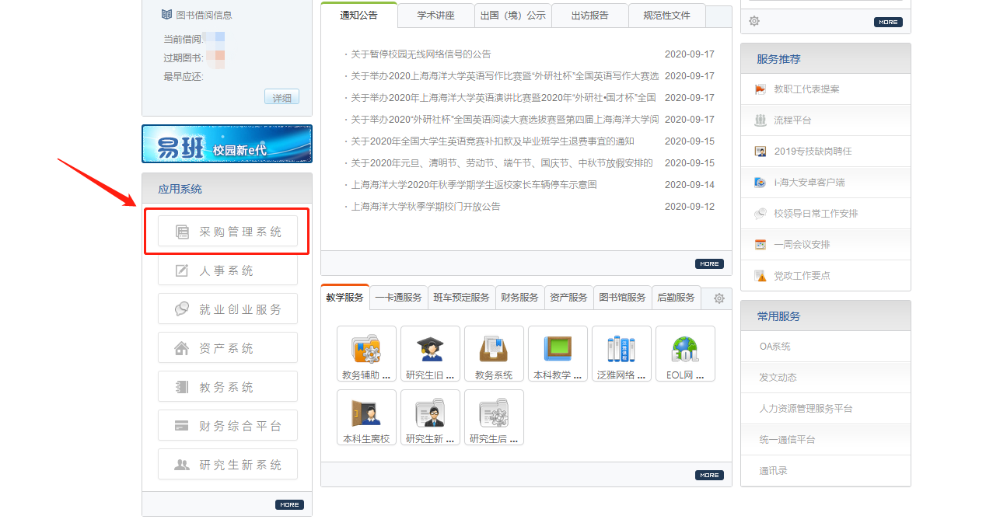 图书借阅信息
当前借阅:
过期图书:
最早应还:
详细
易班 校园新e代
应用系统
采购管理系统
人事系统
就业创业服务
资产系统
教务系统
财务综合平台
研究生新系统
MORE
通知公告 学术讲座 出国（境）公示 出访报告 规范性文件
· 关于暂停校园无线网络信号的公告 2020-09-17
· 关于举办2020上海海洋大学英语写作比赛暨“外研社杯”全国英语写作大赛选 2020-09-17
· 关于举办2020年上海海洋大学英语演讲比赛暨2020年“外研社•国才杯”全国 2020-09-17
· 关于举办2020“外研社杯”全国英语阅读大赛选拔赛暨第四届上海海洋大学阅 2020-09-17
· 关于2020年全国大学生英语竞赛补扣款及毕业班学生退费事宜的通知 2020-09-15
· 关于2020年元旦、清明节、劳动节、端午节、国庆节、中秋节放假安排的 2020-09-15
· 上海海洋大学2020年秋季学期学生返校家长车辆停车示意图 2020-09-14
· 上海海洋大学秋季学期校门开放公告 2020-09-12
MORE
教学服务 一卡通服务 班车预定服务 财务服务 资产服务 图书馆服务 后勤服务
泛雅课程
EOL
教务辅助 ... 研究生旧 ... 教务系统 本科教学 ... 泛雅网络 ... EOL网 ...
本科生离校 研究生新 ... 研究生后 ...
MORE
MORE
服务推荐
教职工代表提案
流程平台
2019专技缺岗聘任
i-海大安卓客户端
校领导日常工作安排
一周会议安排
党政工作要点
常用服务
OA系统
发文动态
人力资源管理服务平台
统一通信平台
通讯录